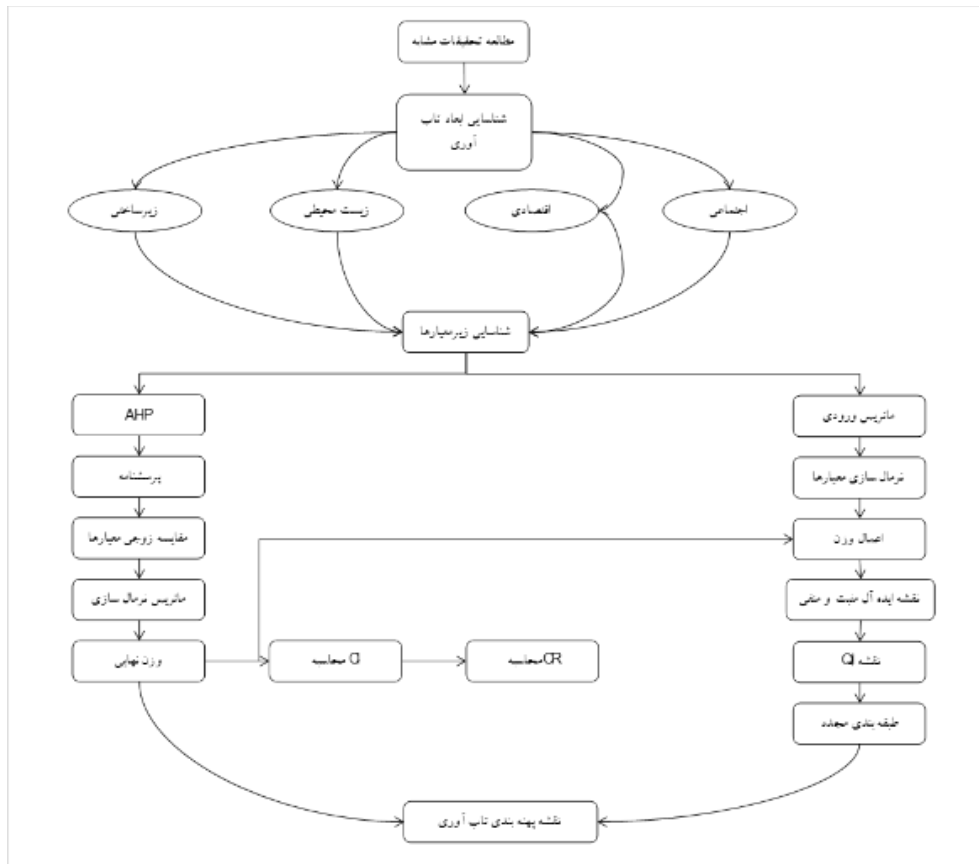 مطالعه تحقیقات مشابه
شناسایی ابعاد تاب
آوری
زیرساختی
زیست محیطی
اقتصادی
اجتماعی
شناسایی زیرمعیارها
AHP
پرسشنامه
مقایسه زوجی معیارها
ماتریس نرمال سازی
وزن نهایی
محاسبه CI
محاسبه CR
ماتریس ورودی
نرمال سازی معیارها
اعمال وزن
نقشه ایده آل مثبت و منفی
نقشه
طبقه بندی مجدد
نقشه پهنه بندی تاب آوری